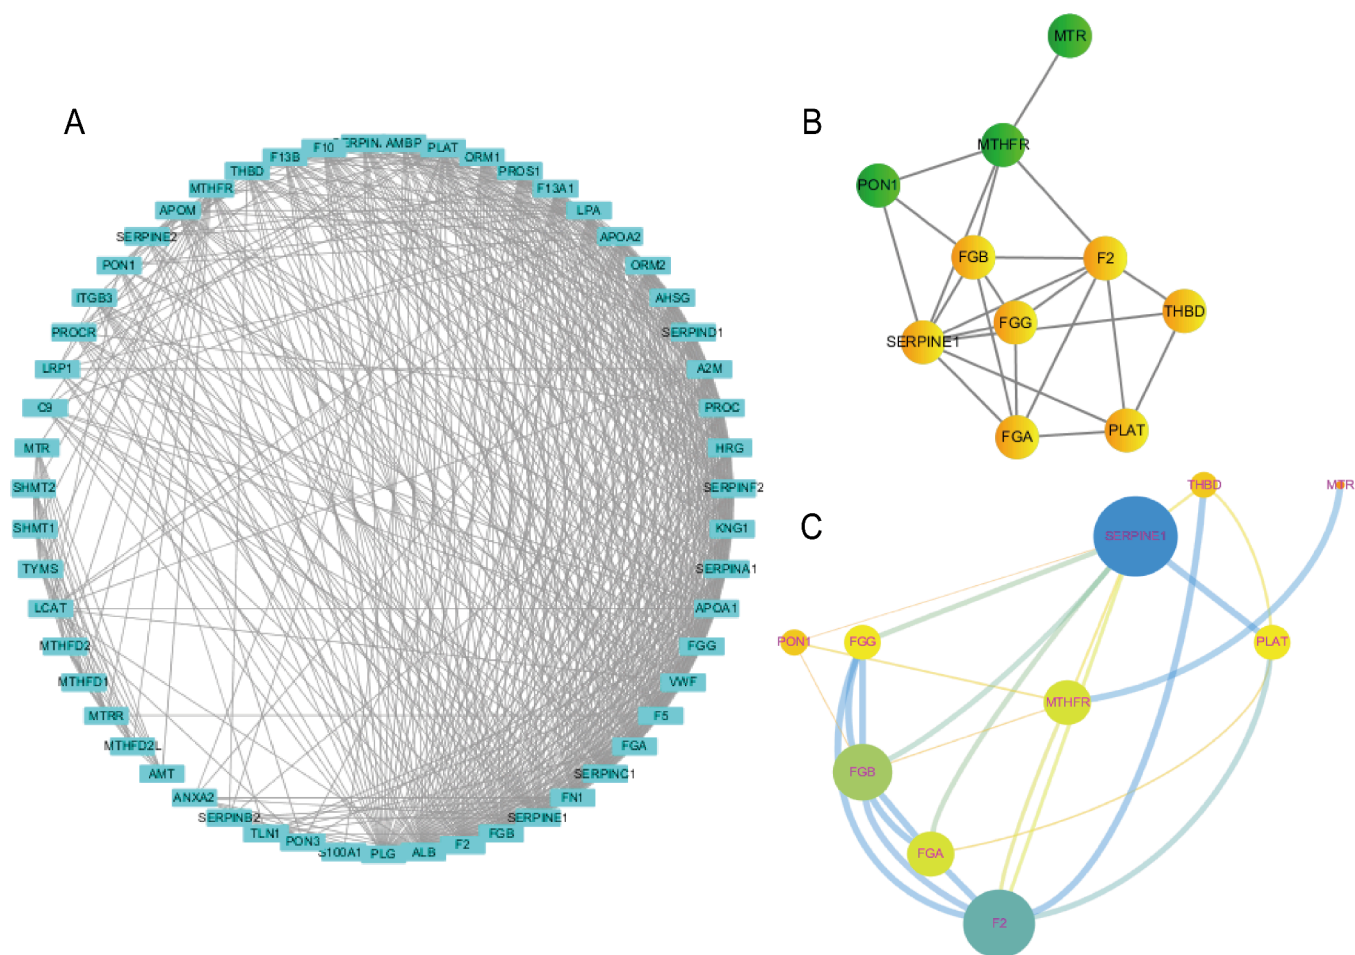 A
SERPIN. AMBP
F10
PLAT
F13B
ORM1
THBD
PROS1
MTHFR
F13A1
APOM
LPA
SERPINE2
APOA2
PON1
ORM2
ITGB3
AHSG
PROCR
SERPIND1
LRP1
A2M
C9
PROC
MTR
HRG
SHMT2
SERPINF2
SHMT1
KNG1
TYMS
SERPINA1
LCAT
APOA1
MTHFD2
FGG
MTHFD1
VWF
MTRR
F5
MTHFD2L
FGA
AMT
SERPINC1
ANXA2
FN1
SERPINB2
SERPINE1
TLN1
FGB
PON3
F2
S100A1
PLG
ALB
B
MTR
MTHFR
PON1
FGB
F2
THBD
FGG
SERPINE1
FGA
PLAT
C
THBD
MTR
SERPINE1
PON1
FGG
PLAT
MTHFR
FGB
FGA
F2